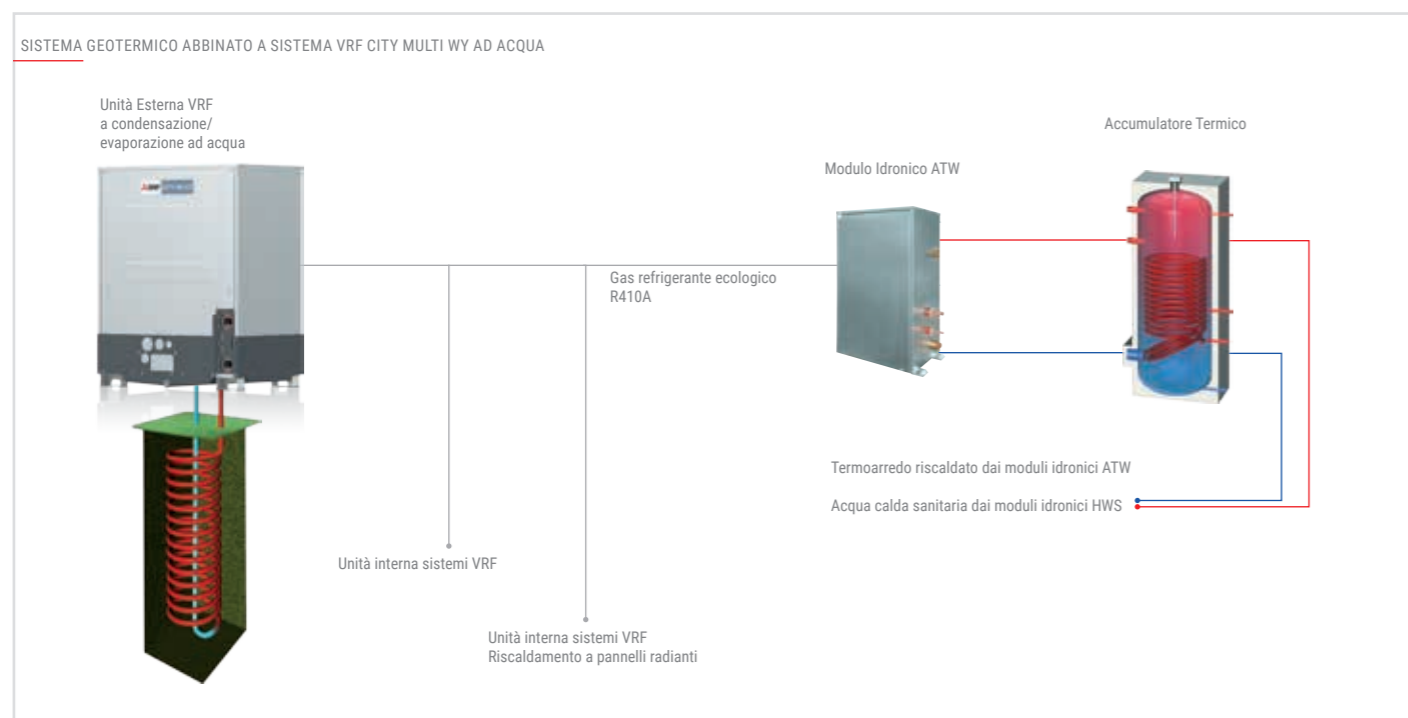 SISTEMA GEOTERMICO ABBINATO A SISTEMA VRF CITY MULTI WY AD ACQUA
Unità Esterna VRF
a condensazione/
evaporazione ad acqua
Accumulatore Termico
Modulo Idronico ATW
Gas refrigerante ecologico
R410A
Termoarredo riscaldato dai moduli idronici ATW
Acqua calda sanitaria dai moduli idronici HWS
Unità interna sistemi VRF
Unità interna sistemi VRF
Riscaldamento a pannelli radianti